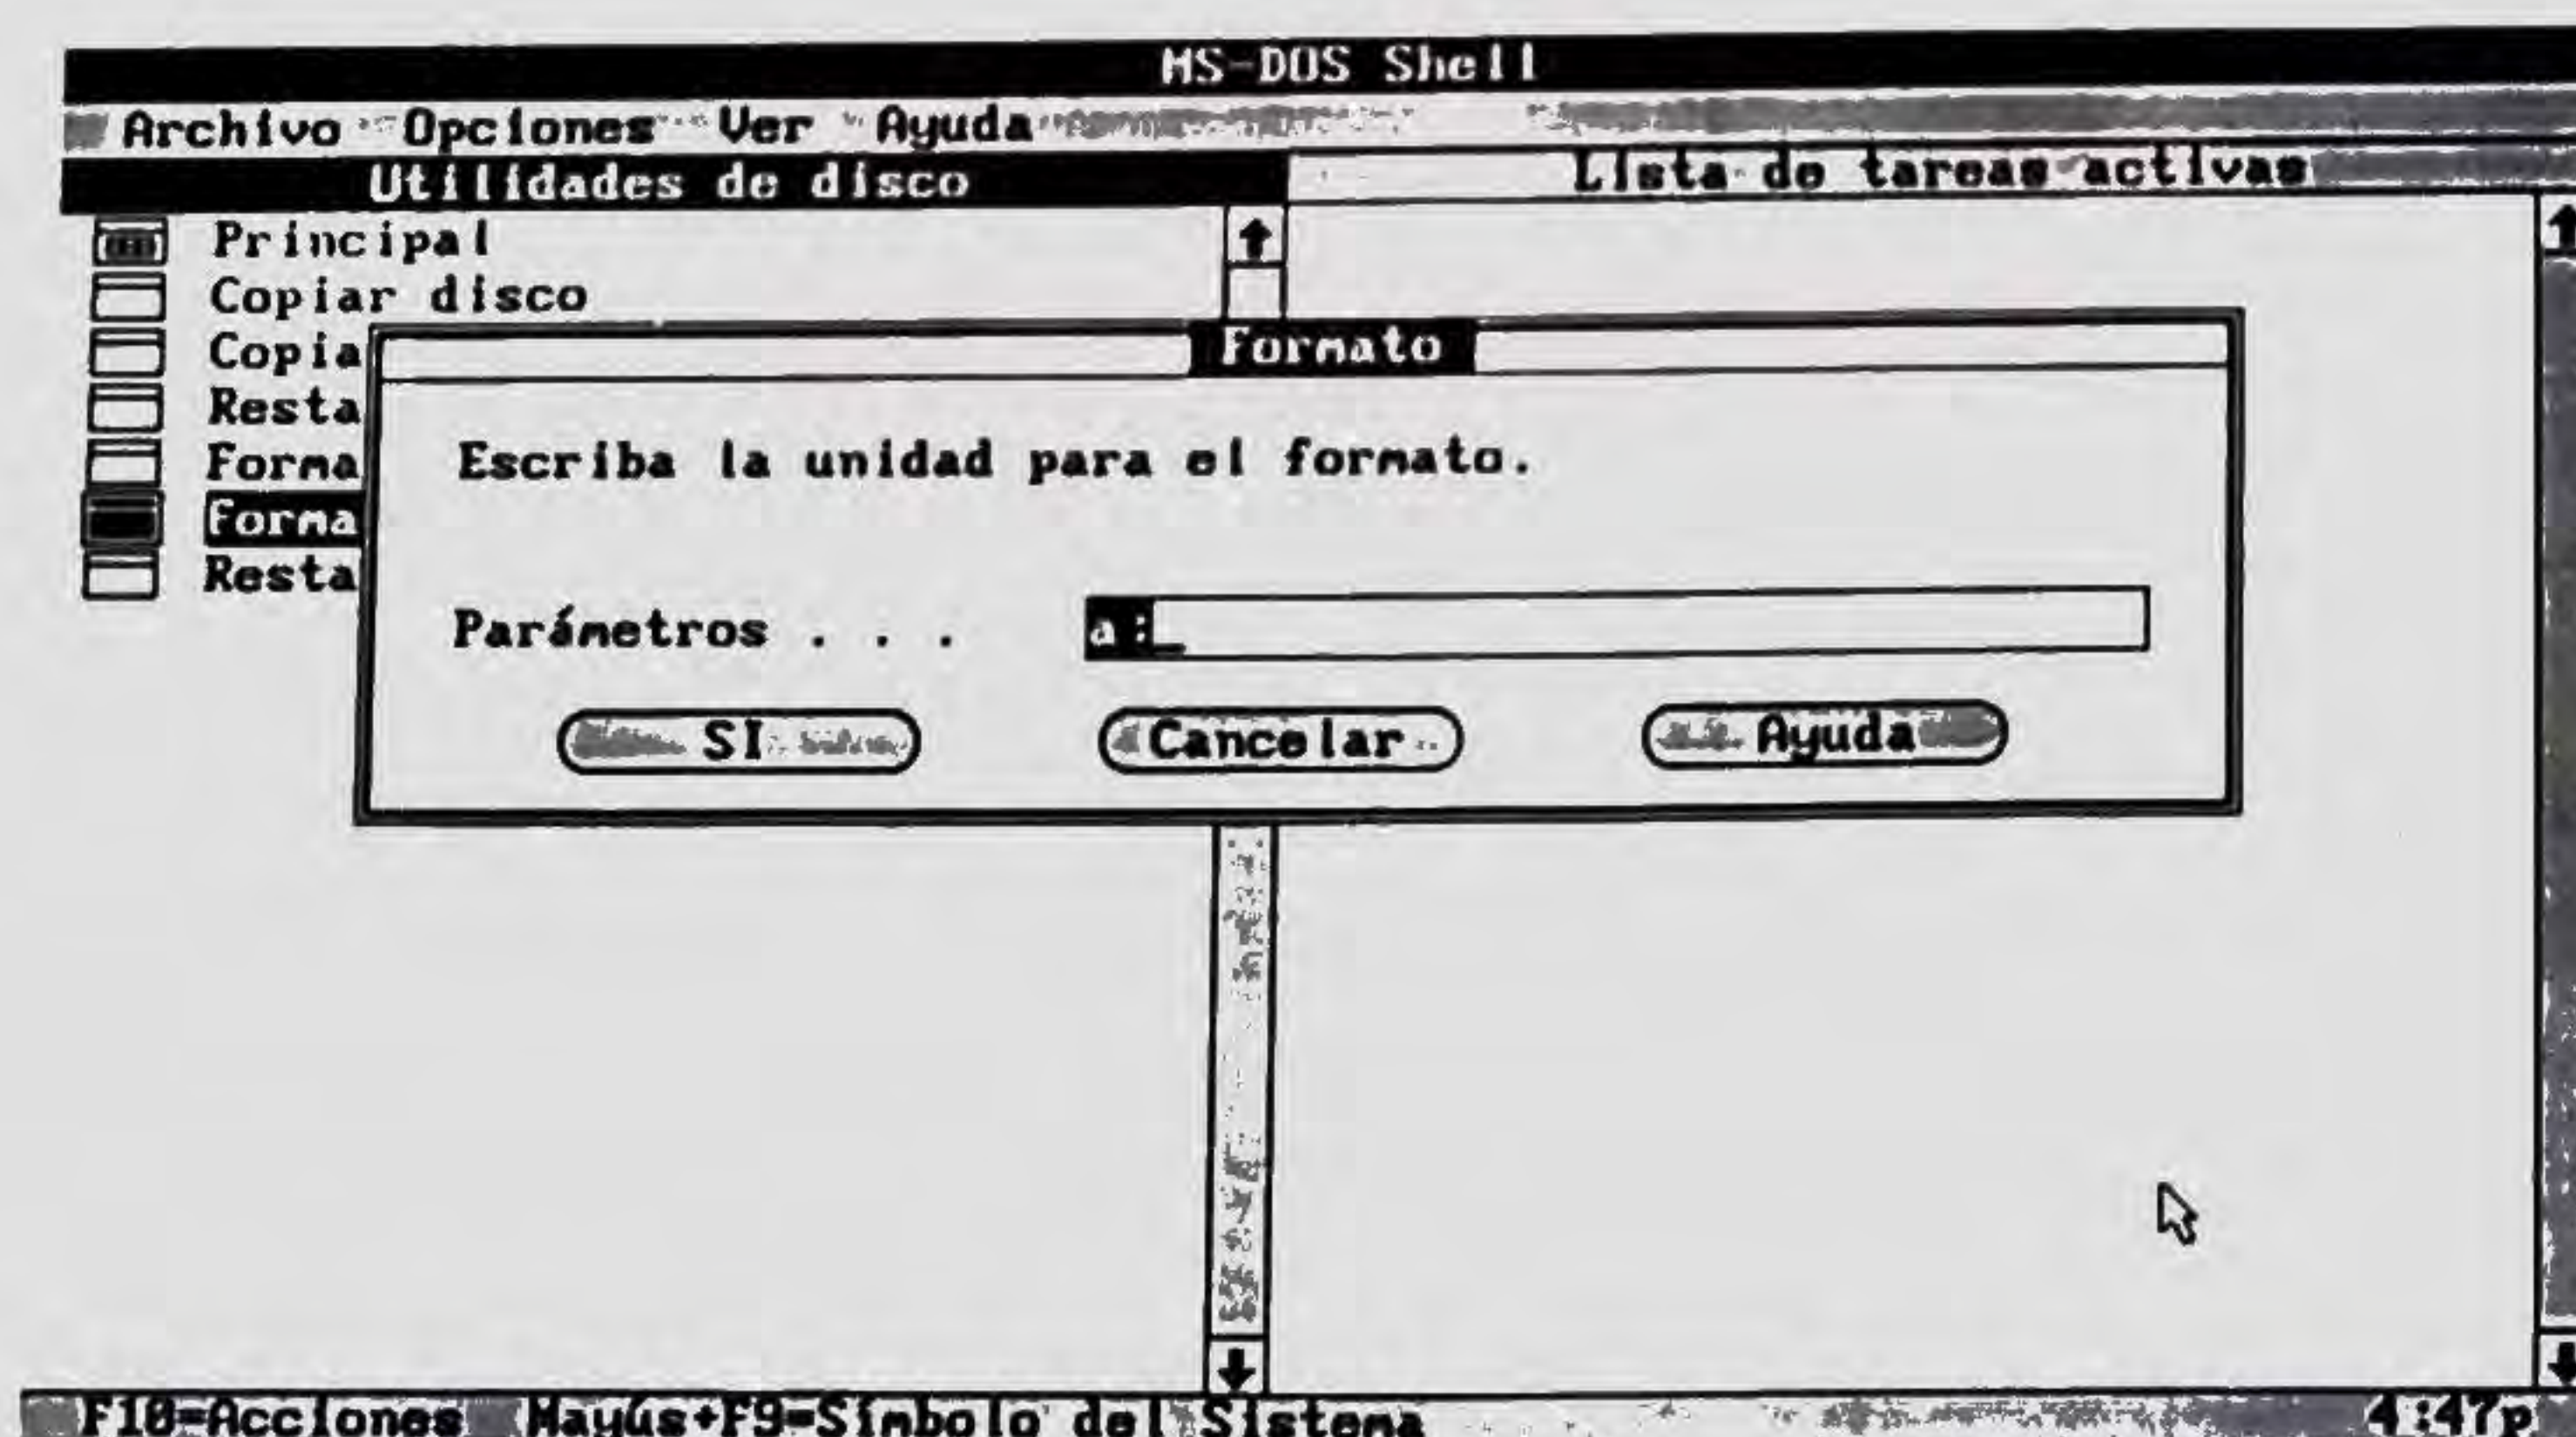 MS-DOS Shell
Archivo Opciones Ver Ayuda
Utilidades de disco
Lista de tareas activas
Principal
Copiar disco
Copia
Resta
Forma
Forma
Resta
Formato
Escriba la unidad para el formato.
Parámetros . . . a:_
SI Cancelar Ayuda
F10=Acciones Mayús+F9=Símbolo del Sistema 4:47p